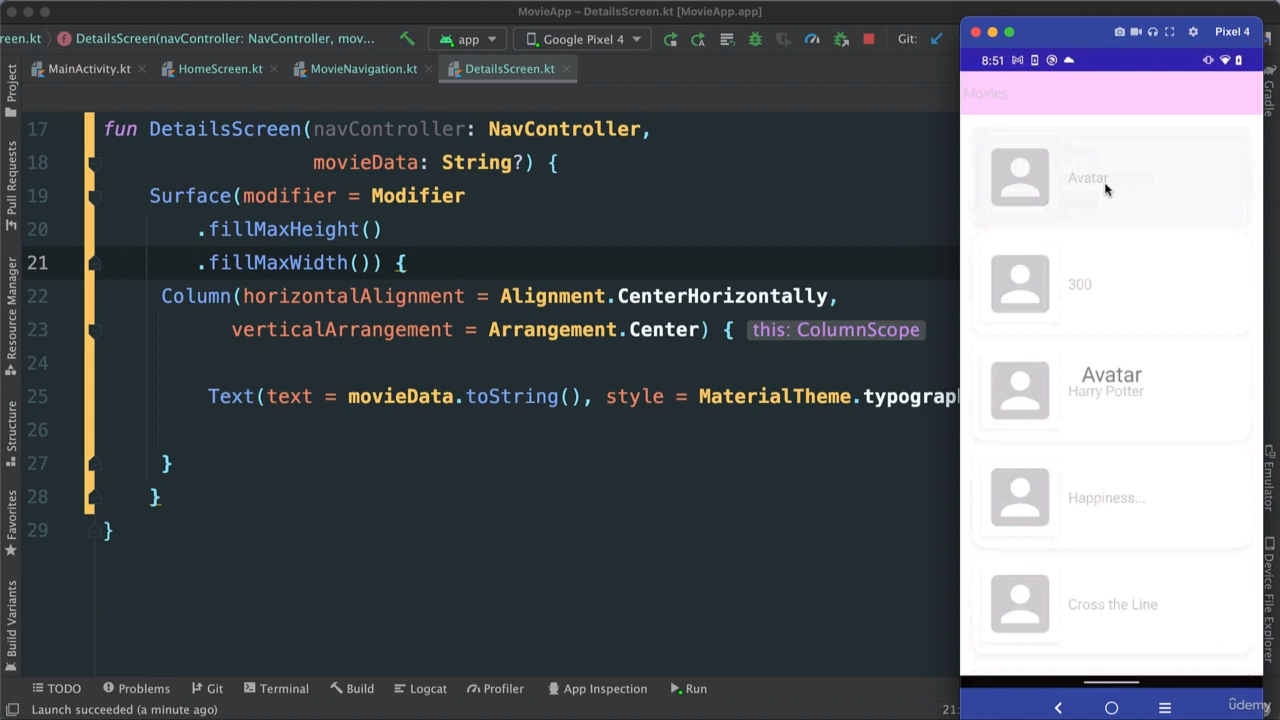 MovieApp – DetailsScreen.kt [MovieApp.app]
reen.kt
DetailsScreen(navController: NavController, mov...
app
Google Pixel 4
Git:
MainActivity.kt
HomeScreen.kt
MovieNavigation.kt
DetailsScreen.kt
Project
Pull Requests
Resource Manager
Structure
Favorites
Build Variants
17 fun DetailsScreen(navController: NavController,
18 movieData: String?) {
19 Surface(modifier = Modifier
20 .fillMaxHeight()
21 .fillMaxWidth()) {
22 Column(horizontalAlignment = Alignment.CenterHorizontally,
23 verticalArrangement = Arrangement.Center) { this: ColumnScope
24
25 Text(text = movieData.toString(), style = MaterialTheme.typograp
26
27 }
28 }
29 }
TODO
Problems
Git
Terminal
Build
Logcat
Profiler
App Inspection
Run
Launch succeeded (a minute ago)
21:
Pixel 4
8:51
Movies
Avatar
300
Avatar
Harry Potter
Happiness...
Cross the Line
Gradle
Emulator
Device File Explorer
ûdemy